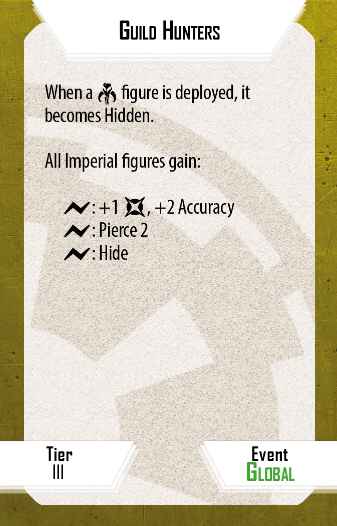 Guild Hunters
When a figure is deployed, it
becomes Hidden.
All Imperial figures gain:
: +1 , +2 Accuracy
: Pierce 2
: Hide
Tier
III
Event
Global